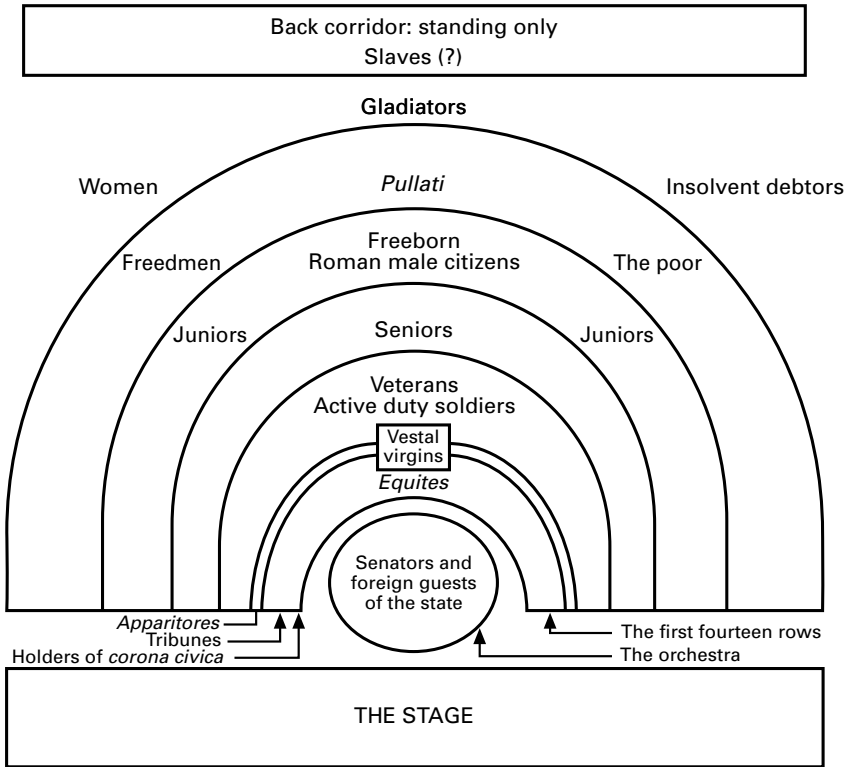 Back corridor: standing only
Slaves (?)
Gladiators
Women
Pullati
Insolvent debtors
Freedmen
Freeborn
Roman male citizens
The poor
Juniors
Seniors
Juniors
Veterans
Active duty soldiers
Vestal
virgins
Equites
Senators and
foreign guests
of the state
Apparitores
Tribunes
Holders of corona civica
The first fourteen rows
The orchestra
THE STAGE